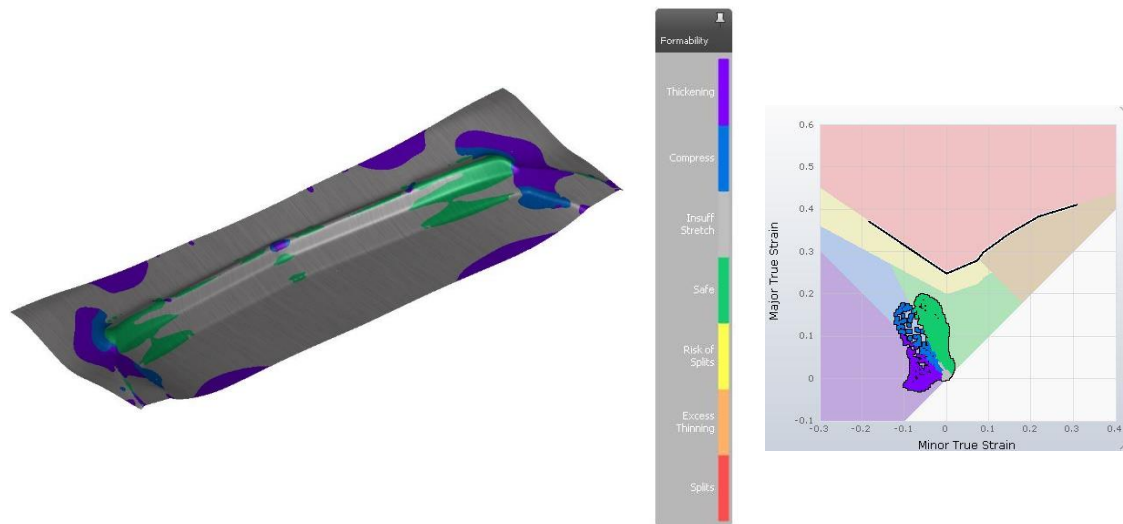 Formability
Thickening
Compress
Insuff
Stretch
Safe
Risk of
Splits
Excess
Thinning
Splits
0.6
0.5
0.4
0.3
0.2
0.1
0
-0.1
-0.3
-0.2
-0.1
0
0.1
0.2
0.3
0.4
Major True Strain
Minor True Strain